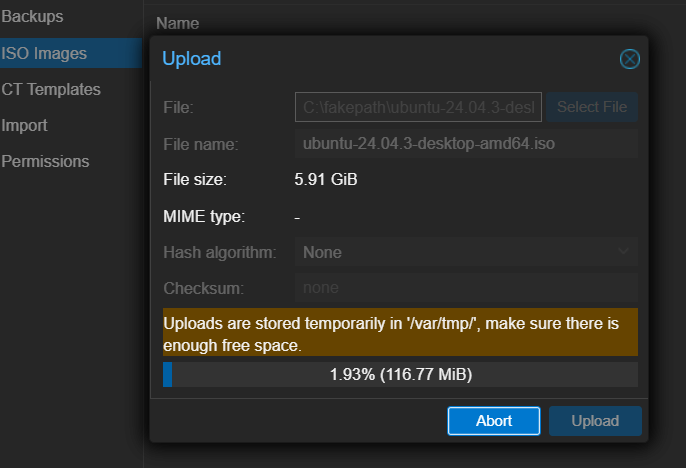 Backups
Name
ISO Images
Upload
CT Templates
File:
C:\fakepath\ubuntu-24.04.3-desl
Select File
Import
File name:
ubuntu-24.04.3-desktop-amd64.iso
Permissions
File size:
5.91 GiB
MIME type:
-
Hash algorithm:
None
Checksum:
none
Uploads are stored temporarily in '/var/tmp/', make sure there is
enough free space.
1.93% (116.77 MiB)
Abort
Upload